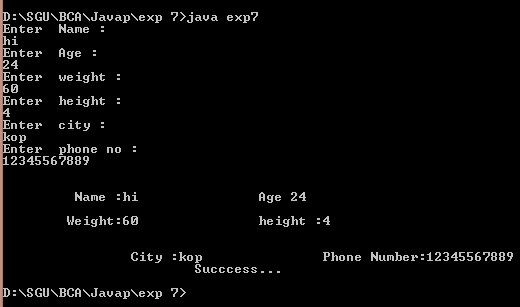 D:\SGU\BCA\Javap\exp 7>java exp7
Enter  Name :
hi
Enter  Age :
24
Enter  weight :
60
Enter  height :
4
Enter  city :
kop
Enter  phone no :
12345567889
Name :hi                Age 24
Weight:60               height :4
City :kop               Phone Number:12345567889
Succcess...
D:\SGU\BCA\Javap\exp 7>